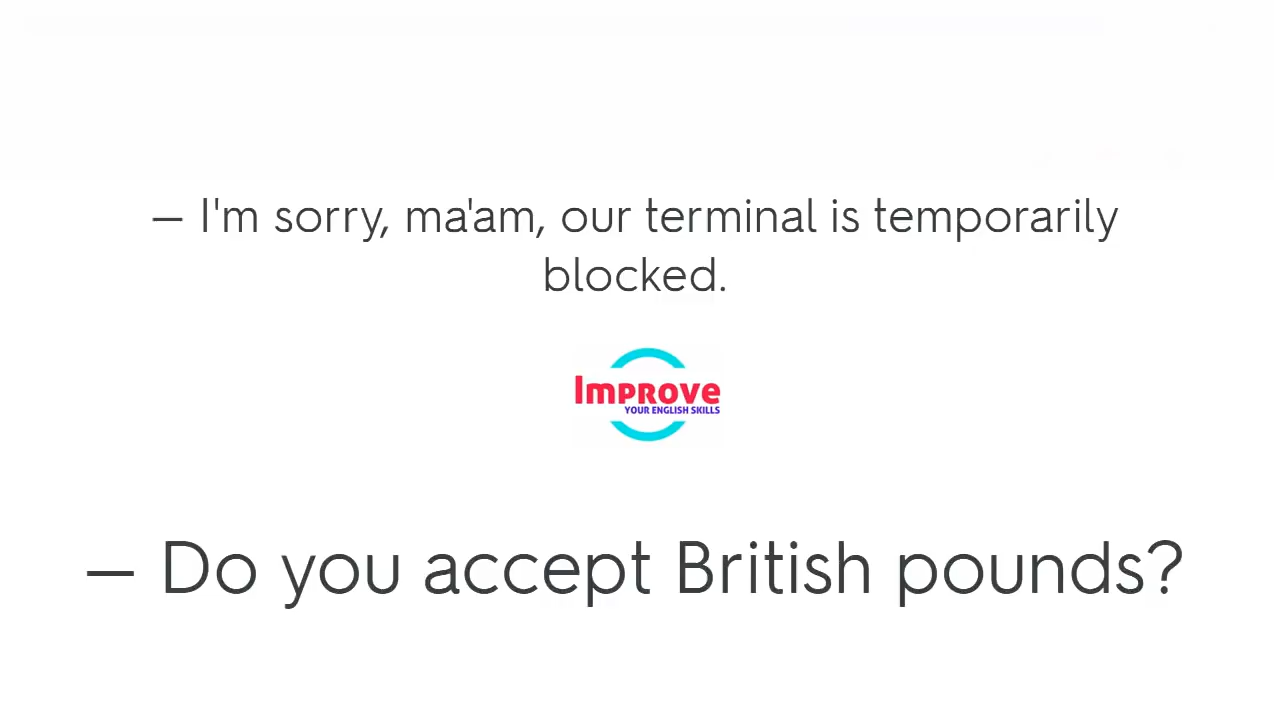 – I'm sorry, ma'am, our terminal is temporarily
blocked.
Improve
YOUR ENGLISH SKILLS
– Do you accept British pounds?